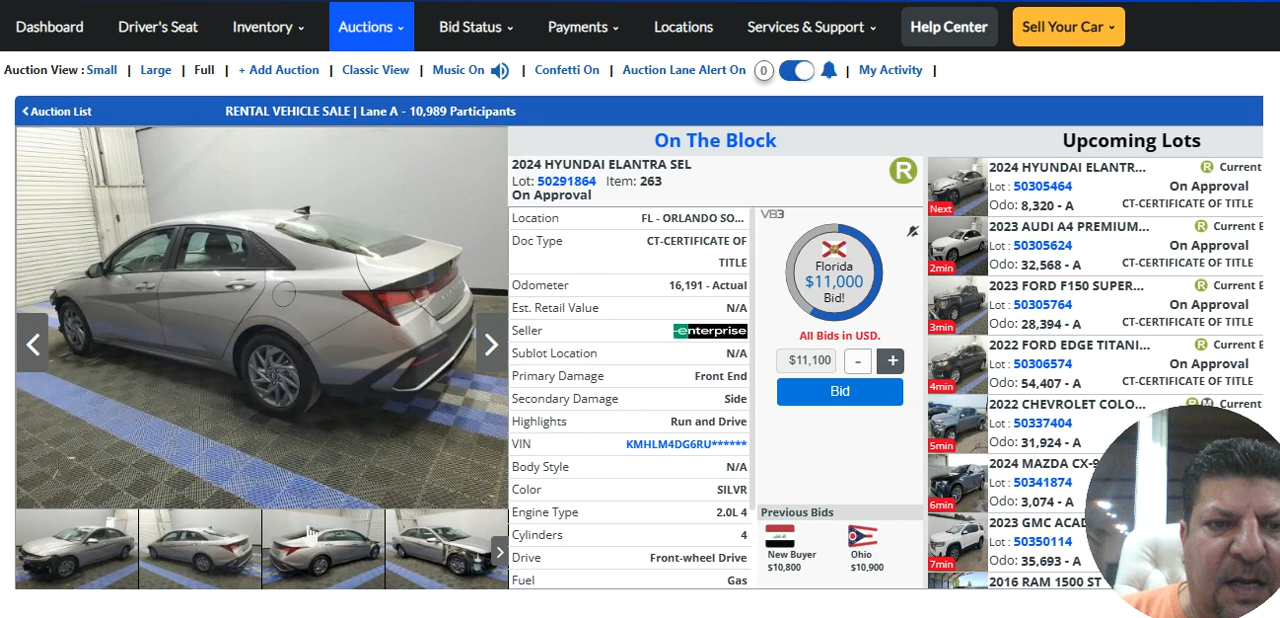 Dashboard Driver's Seat Inventory Auctions Bid Status Payments Locations Services & Support Help Center Sell Your Car
Auction View : Small | Large | Full | + Add Auction | Classic View | Music On | Confetti On | Auction Lane Alert On 0 | My Activity |
Auction List RENTAL VEHICLE SALE | Lane A - 10,989 Participants
On The Block
2024 HYUNDAI ELANTRA SEL
Lot: 50291864 Item: 263
On Approval
R
Location FL - ORLANDO SO...
Doc Type CT-CERTIFICATE OF
TITLE
Odometer 16,191 - Actual
Est. Retail Value N/A
Seller enterprise
Sublot Location N/A
Primary Damage Front End
Secondary Damage Side
Highlights Run and Drive
VIN KMHLM4DG6RU******
Body Style N/A
Color SILVR
Engine Type 2.0L 4
Cylinders 4
Drive Front-wheel Drive
Fuel Gas
VB3
Florida
$11,000
Bid!
All Bids in USD.
$11,100 - +
Bid
Previous Bids
New Buyer
$10,800
Ohio
$10,900
Upcoming Lots
2024 HYUNDAI ELANTR... R Current
Lot : 50305464 On Approval
Next Odo: 8,320 - A CT-CERTIFICATE OF TITLE
2023 AUDI A4 PREMIUM... R Current
Lot : 50305624 On Approval
2min Odo: 32,568 - A CT-CERTIFICATE OF TITLE
2023 FORD F150 SUPER... R Current
Lot : 50305764 On Approval
3min Odo: 28,394 - A CT-CERTIFICATE OF TITLE
2022 FORD EDGE TITANI... R Current
Lot : 50306574 On Approval
4min Odo: 54,407 - A CT-CERTIFICATE OF TITLE
2022 CHEVROLET COLO... R M Current
Lot : 50337404
5min Odo: 31,924 - A
2024 MAZDA CX-9
Lot : 50341874
6min Odo: 3,074 - A
2023 GMC ACAD
Lot : 50350114
7min Odo: 35,693 - A
2016 RAM 1500 ST